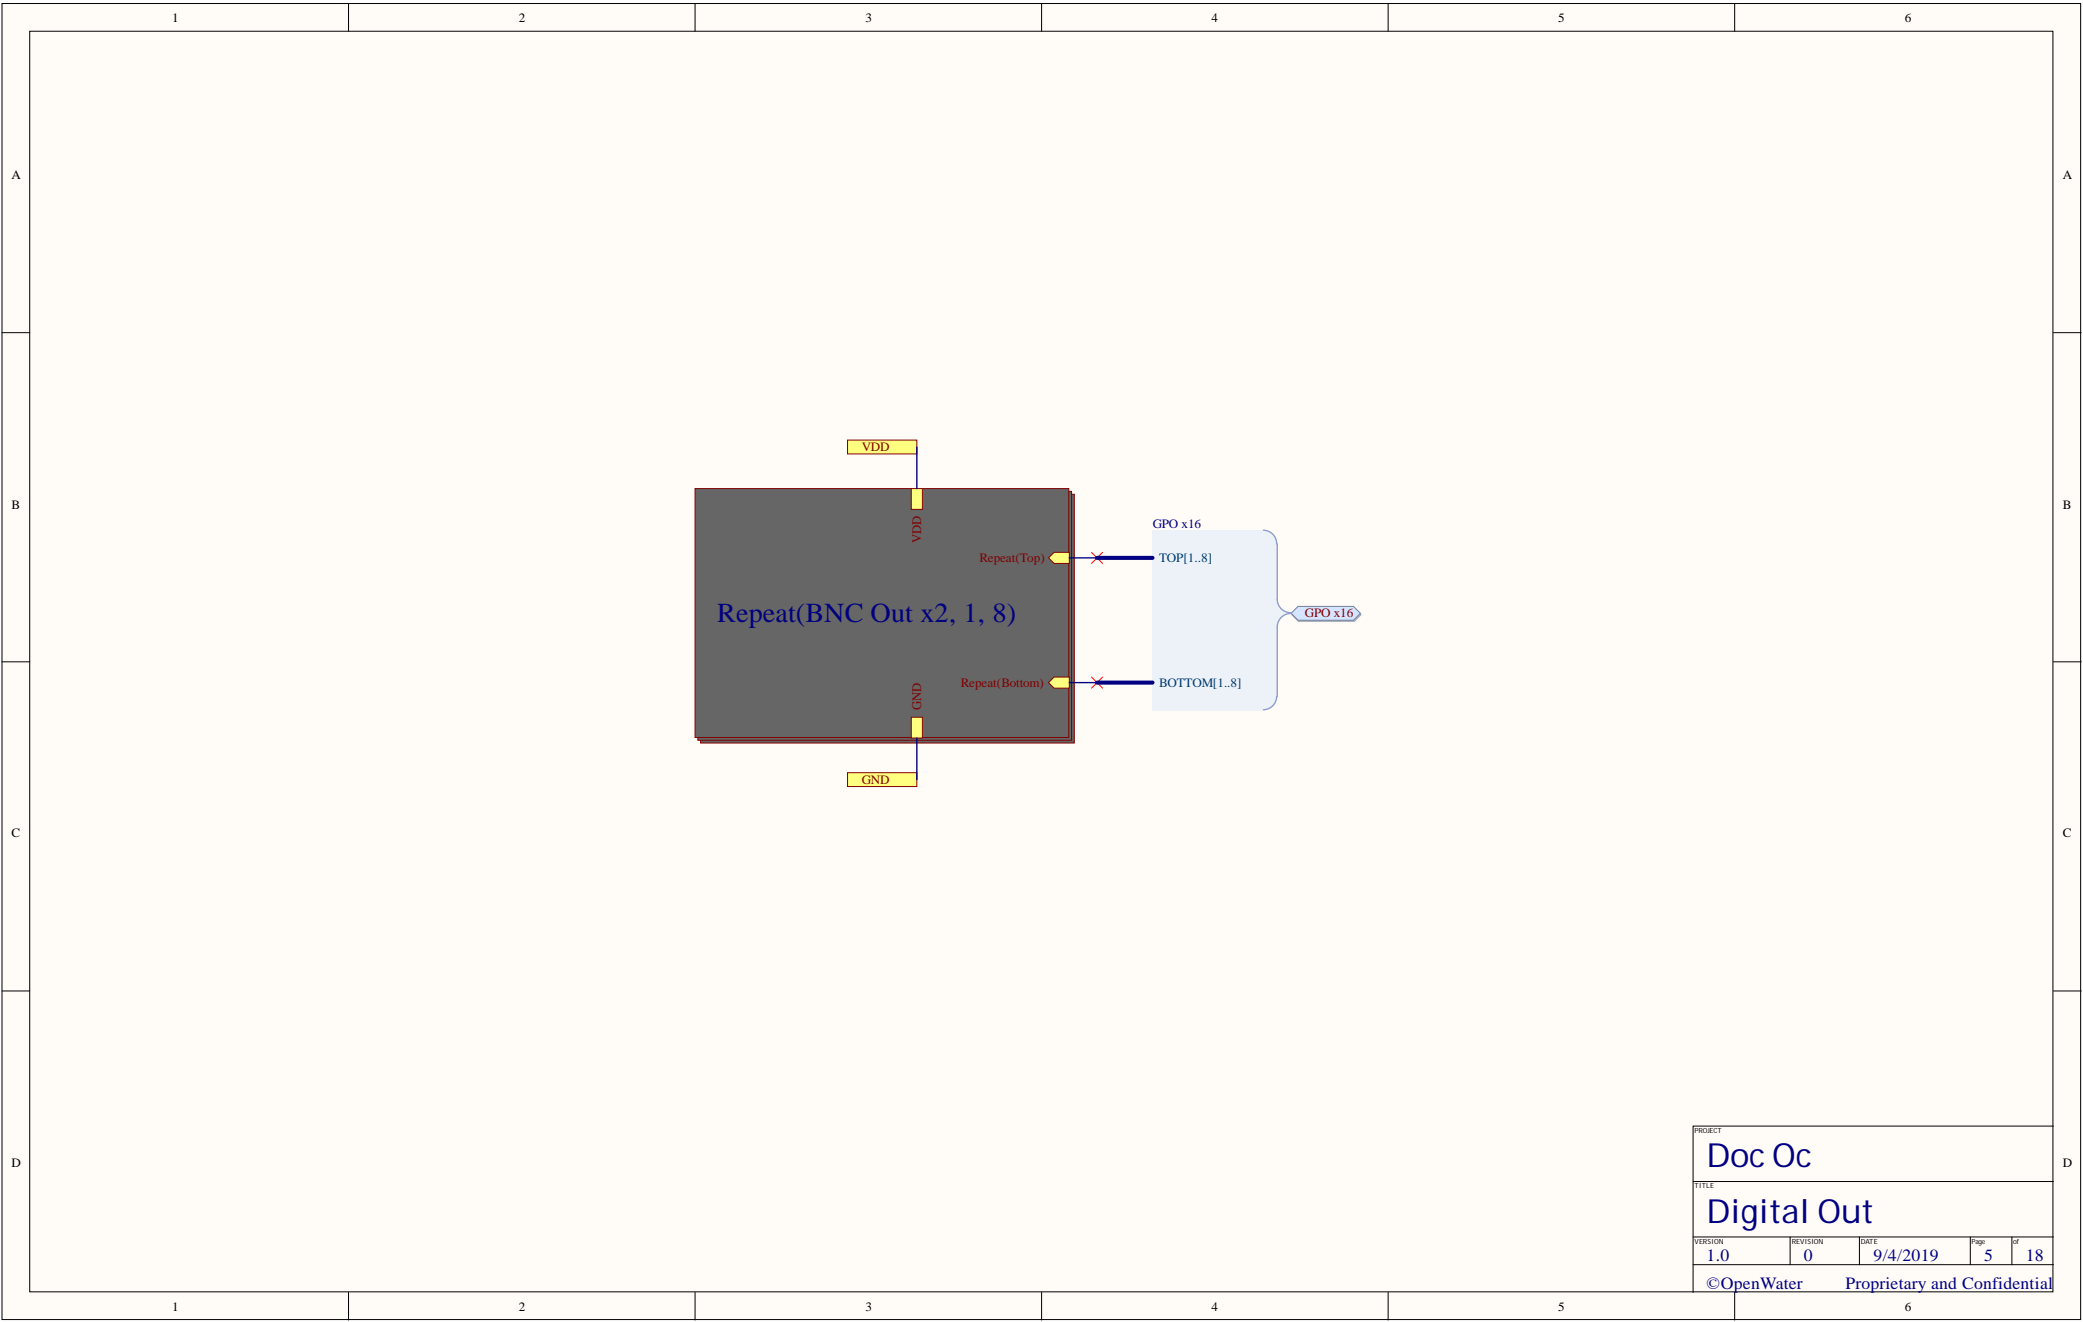 1 2 3 4 5 6
A A
VDD
B B
VDD
GPO x16
Repeat(Top) TOP[1..8]
Repeat(BNC Out x2, 1, 8) GPO x16
Repeat(Bottom) BOTTOM[1..8]
GND
GND
C C
PROJECT
Doc Oc
D D
TITLE
Digital Out
VERSION REVISION DATE Page of
1.0 0 9/4/2019 5 18
©OpenWater Proprietary and Confidential
1 2 3 4 5 6